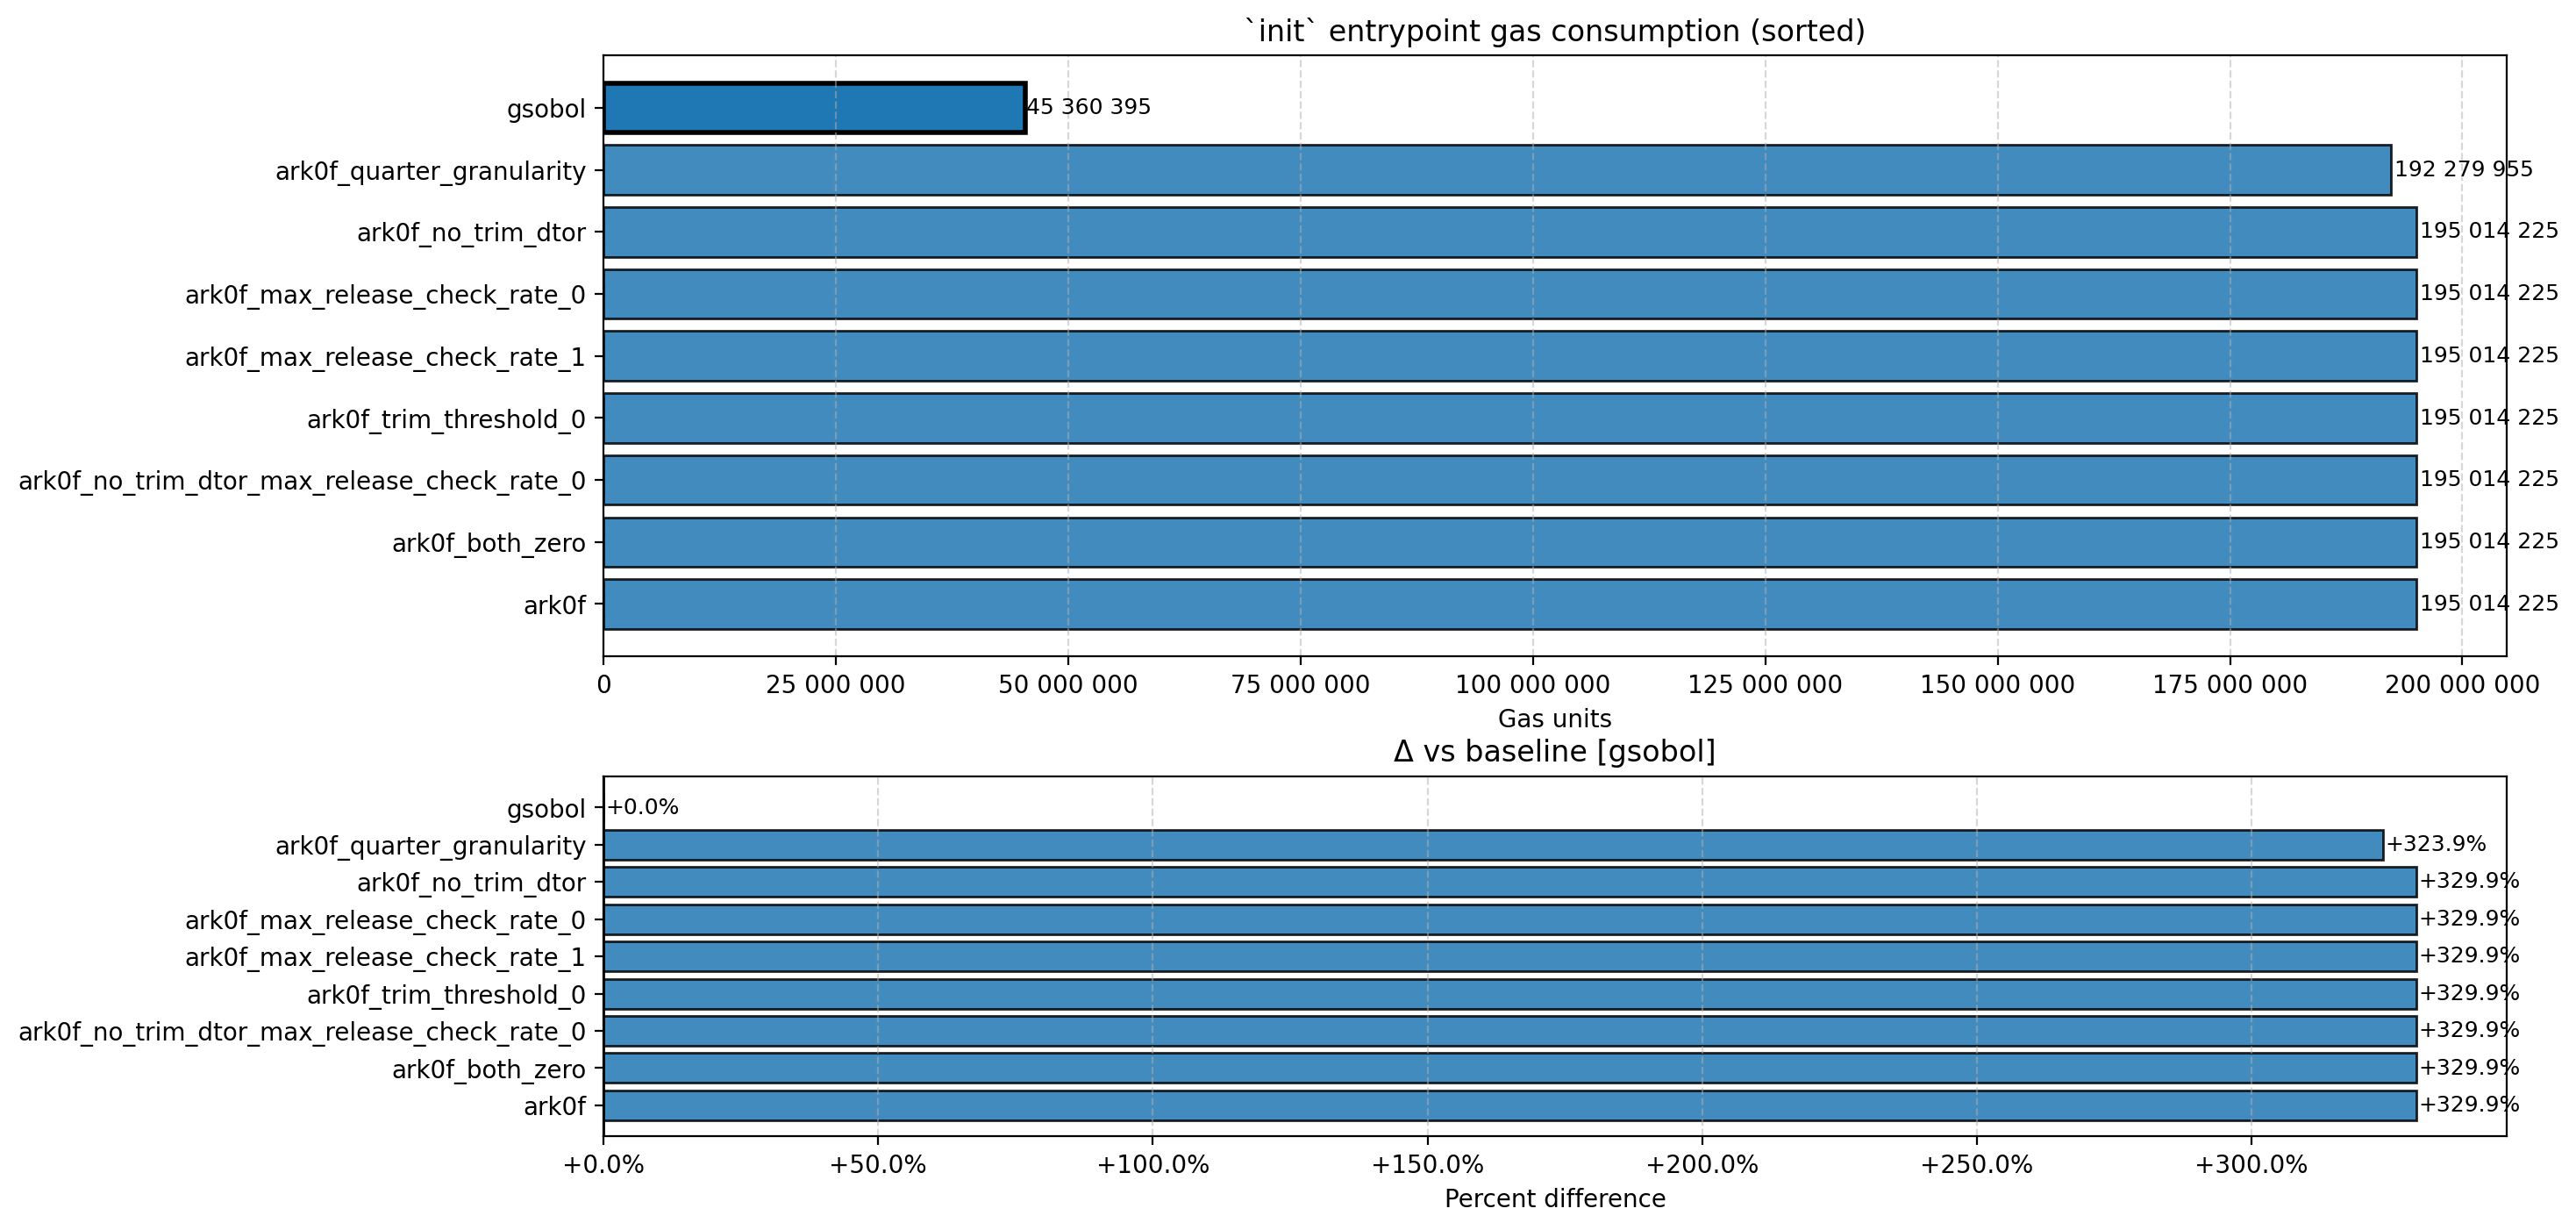 `init` entrypoint gas consumption (sorted)
gsobol 45 360 395
ark0f_quarter_granularity 192 279 955
ark0f_no_trim_dtor 195 014 225
ark0f_max_release_check_rate_0 195 014 225
ark0f_max_release_check_rate_1 195 014 225
ark0f_trim_threshold_0 195 014 225
ark0f_no_trim_dtor_max_release_check_rate_0 195 014 225
ark0f_both_zero 195 014 225
ark0f 195 014 225
0 25 000 000 50 000 000 75 000 000 100 000 000 125 000 000 150 000 000 175 000 000 200 000 000
Gas units
Δ vs baseline [gsobol]
gsobol +0.0%
ark0f_quarter_granularity +323.9%
ark0f_no_trim_dtor +329.9%
ark0f_max_release_check_rate_0 +329.9%
ark0f_max_release_check_rate_1 +329.9%
ark0f_trim_threshold_0 +329.9%
ark0f_no_trim_dtor_max_release_check_rate_0 +329.9%
ark0f_both_zero +329.9%
ark0f +329.9%
+0.0% +50.0% +100.0% +150.0% +200.0% +250.0% +300.0%
Percent difference